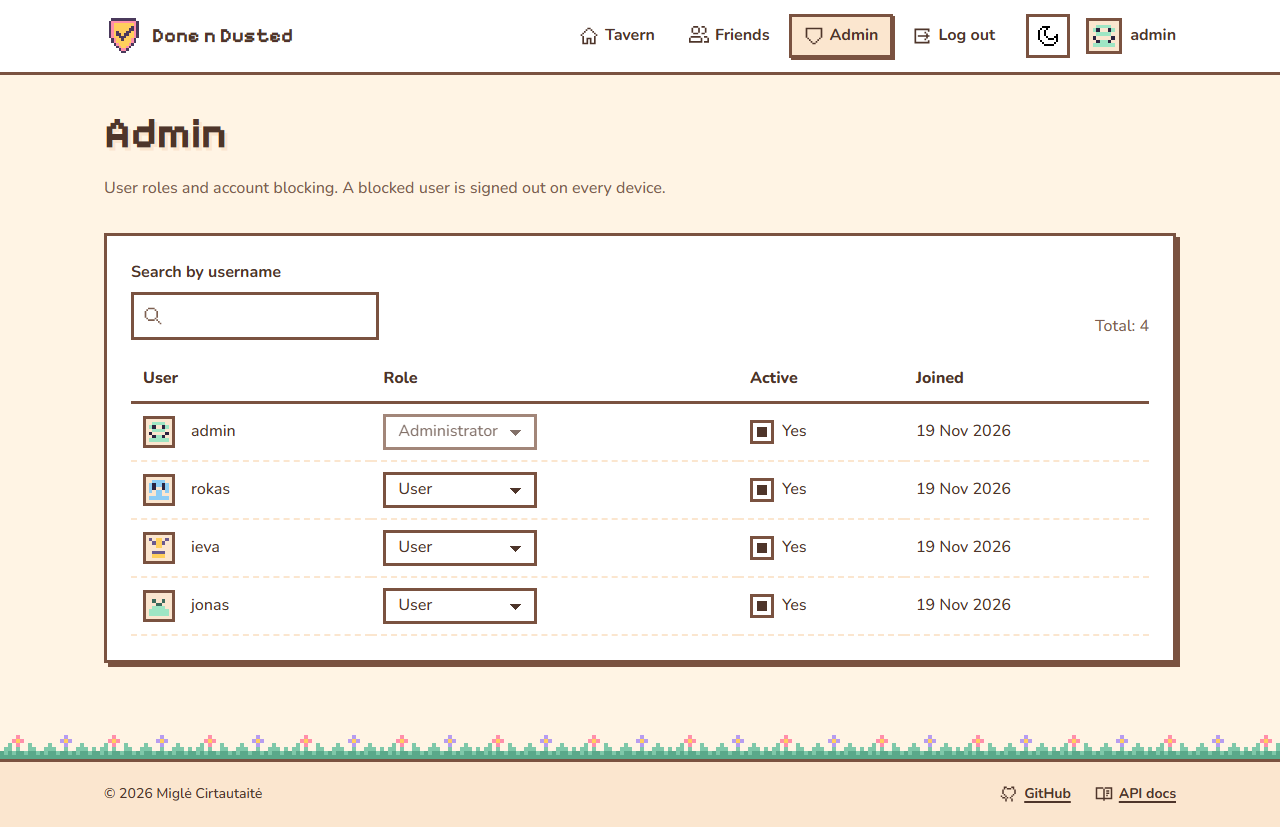 Done n Dusted
Tavern
Friends
Admin
Log out
admin
Admin
User roles and account blocking. A blocked user is signed out on every device.
Search by username
Total: 4
User Role Active Joined
admin Administrator Yes 19 Nov 2026
rokas User Yes 19 Nov 2026
ieva User Yes 19 Nov 2026
jonas User Yes 19 Nov 2026
© 2026 Miglė Cirtautaitė
GitHub
API docs